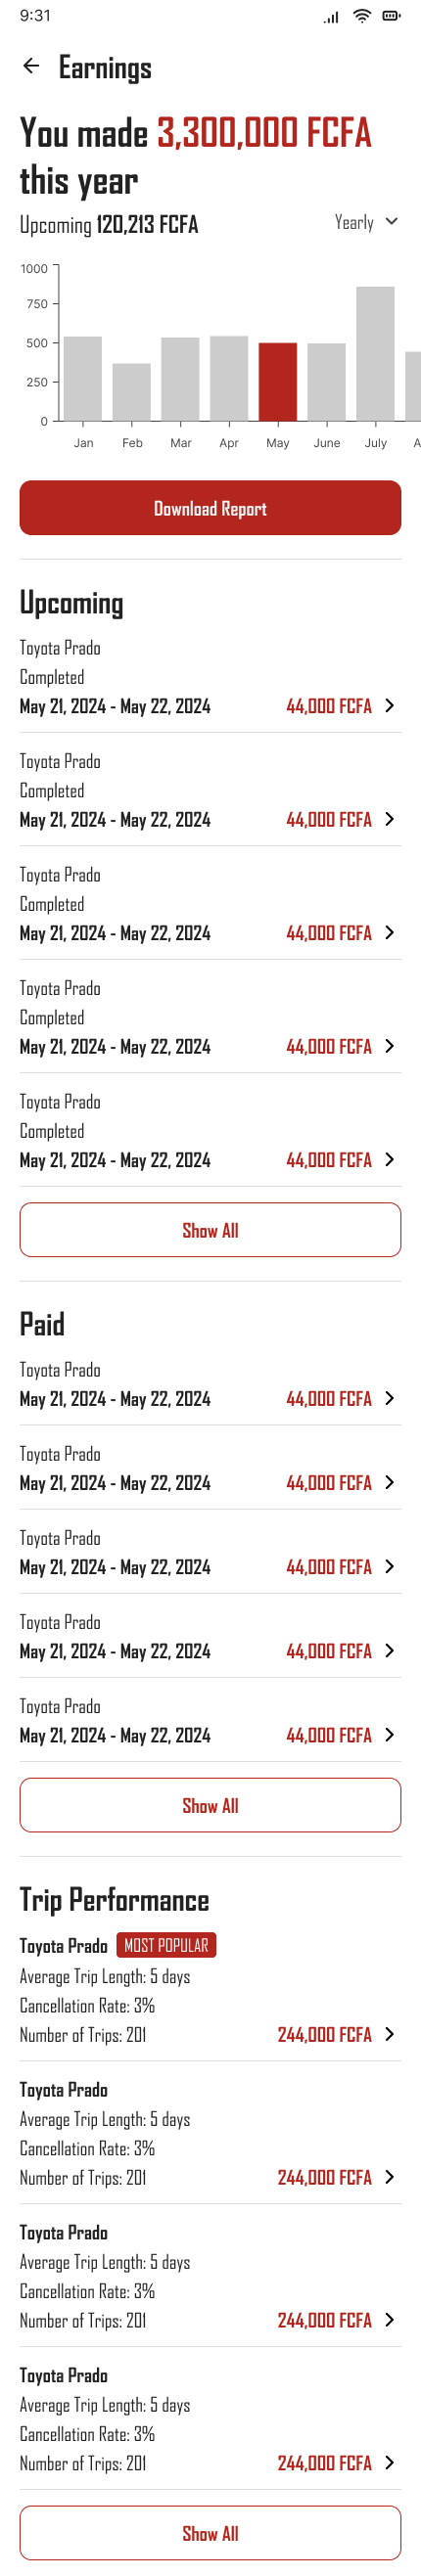 9:31
Earnings
You made 3,300,000 FCFA
this year
Upcoming 120,213 FCFA
Yearly
1000
750
500
250
0
Jan Feb Mar Apr May June July A
Download Report
Upcoming
Toyota Prado
Completed
May 21, 2024 - May 22, 2024 44,000 FCFA
Toyota Prado
Completed
May 21, 2024 - May 22, 2024 44,000 FCFA
Toyota Prado
Completed
May 21, 2024 - May 22, 2024 44,000 FCFA
Toyota Prado
Completed
May 21, 2024 - May 22, 2024 44,000 FCFA
Toyota Prado
Completed
May 21, 2024 - May 22, 2024 44,000 FCFA
Show All
Paid
Toyota Prado
May 21, 2024 - May 22, 2024 44,000 FCFA
Toyota Prado
May 21, 2024 - May 22, 2024 44,000 FCFA
Toyota Prado
May 21, 2024 - May 22, 2024 44,000 FCFA
Toyota Prado
May 21, 2024 - May 22, 2024 44,000 FCFA
Toyota Prado
May 21, 2024 - May 22, 2024 44,000 FCFA
Show All
Trip Performance
Toyota Prado MOST POPULAR
Average Trip Length: 5 days
Cancellation Rate: 3%
Number of Trips: 201 244,000 FCFA
Toyota Prado
Average Trip Length: 5 days
Cancellation Rate: 3%
Number of Trips: 201 244,000 FCFA
Toyota Prado
Average Trip Length: 5 days
Cancellation Rate: 3%
Number of Trips: 201 244,000 FCFA
Toyota Prado
Average Trip Length: 5 days
Cancellation Rate: 3%
Number of Trips: 201 244,000 FCFA
Show All